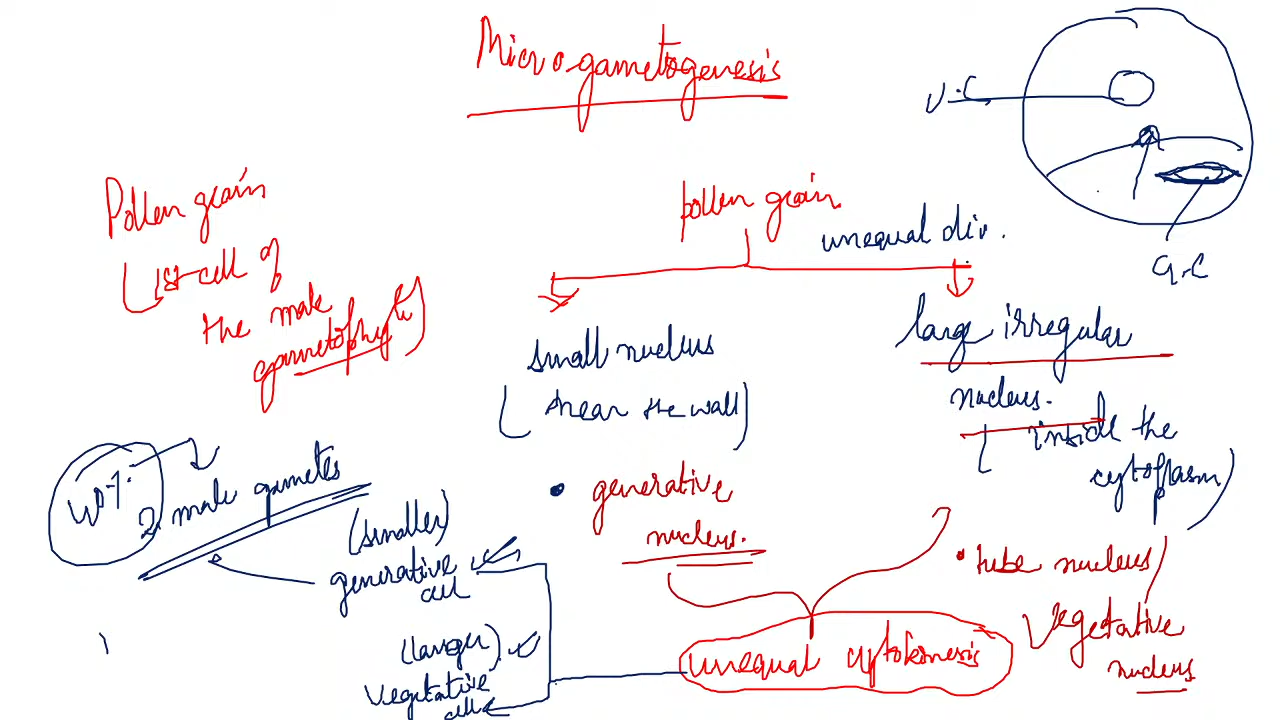 Microgametogenesis
V.C
G.C
Pollen grain
1st cell of
the male
gametophyte)
pollen grain
unequal div.
small nucleus
( near the wall)
large irregular
nucleus.
( inside the
cytoplasm)
• generative
nucleus.
• tube nucleus
vegetative
nucleus
unequal cytokinesis
2 male gametes
(smaller)
generative
cell
(larger)
vegetative
cell